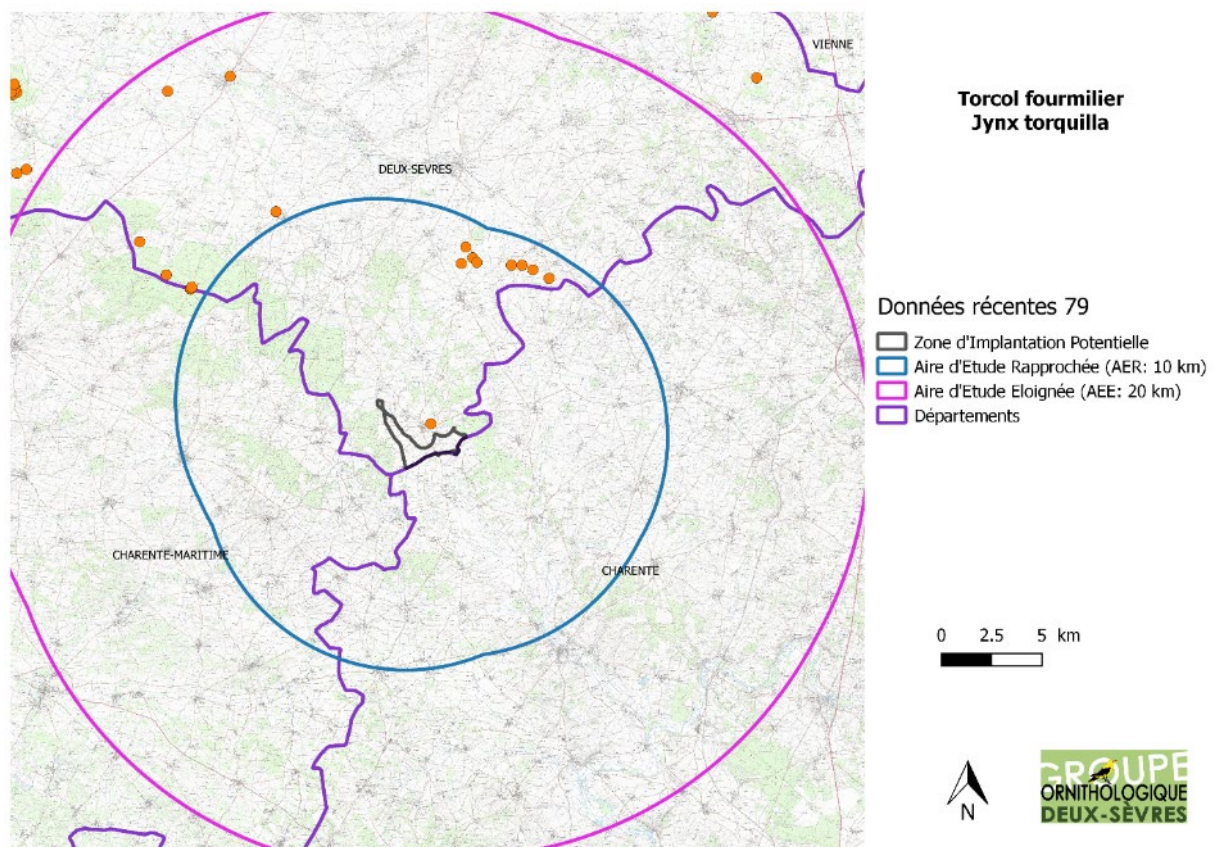 VIENNE
DEUX-SEVRES
CHARENTE-MARITIME
CHARENTE
Torcol fourmilier
Jynx torquilla
Données récentes 79
Zone d'Implantation Potentielle
Aire d'Etude Rapprochée (AER: 10 km)
Aire d'Etude Eloignée (AEE: 20 km)
Départements
0 2.5 5 km
N
GROUPE
ORNITHOLOGIQUE
DEUX-SÈVRES